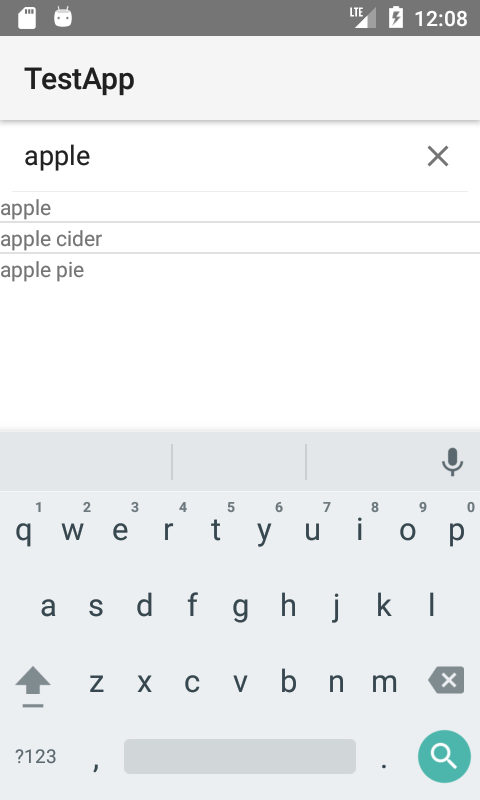 LTE 12:08
TestApp
apple
apple
apple cider
apple pie
1 2 3 4 5 6 7 8 9 0
q w e r t y u i o p
a s d f g h j k l
z x c v b n m
?123 , .